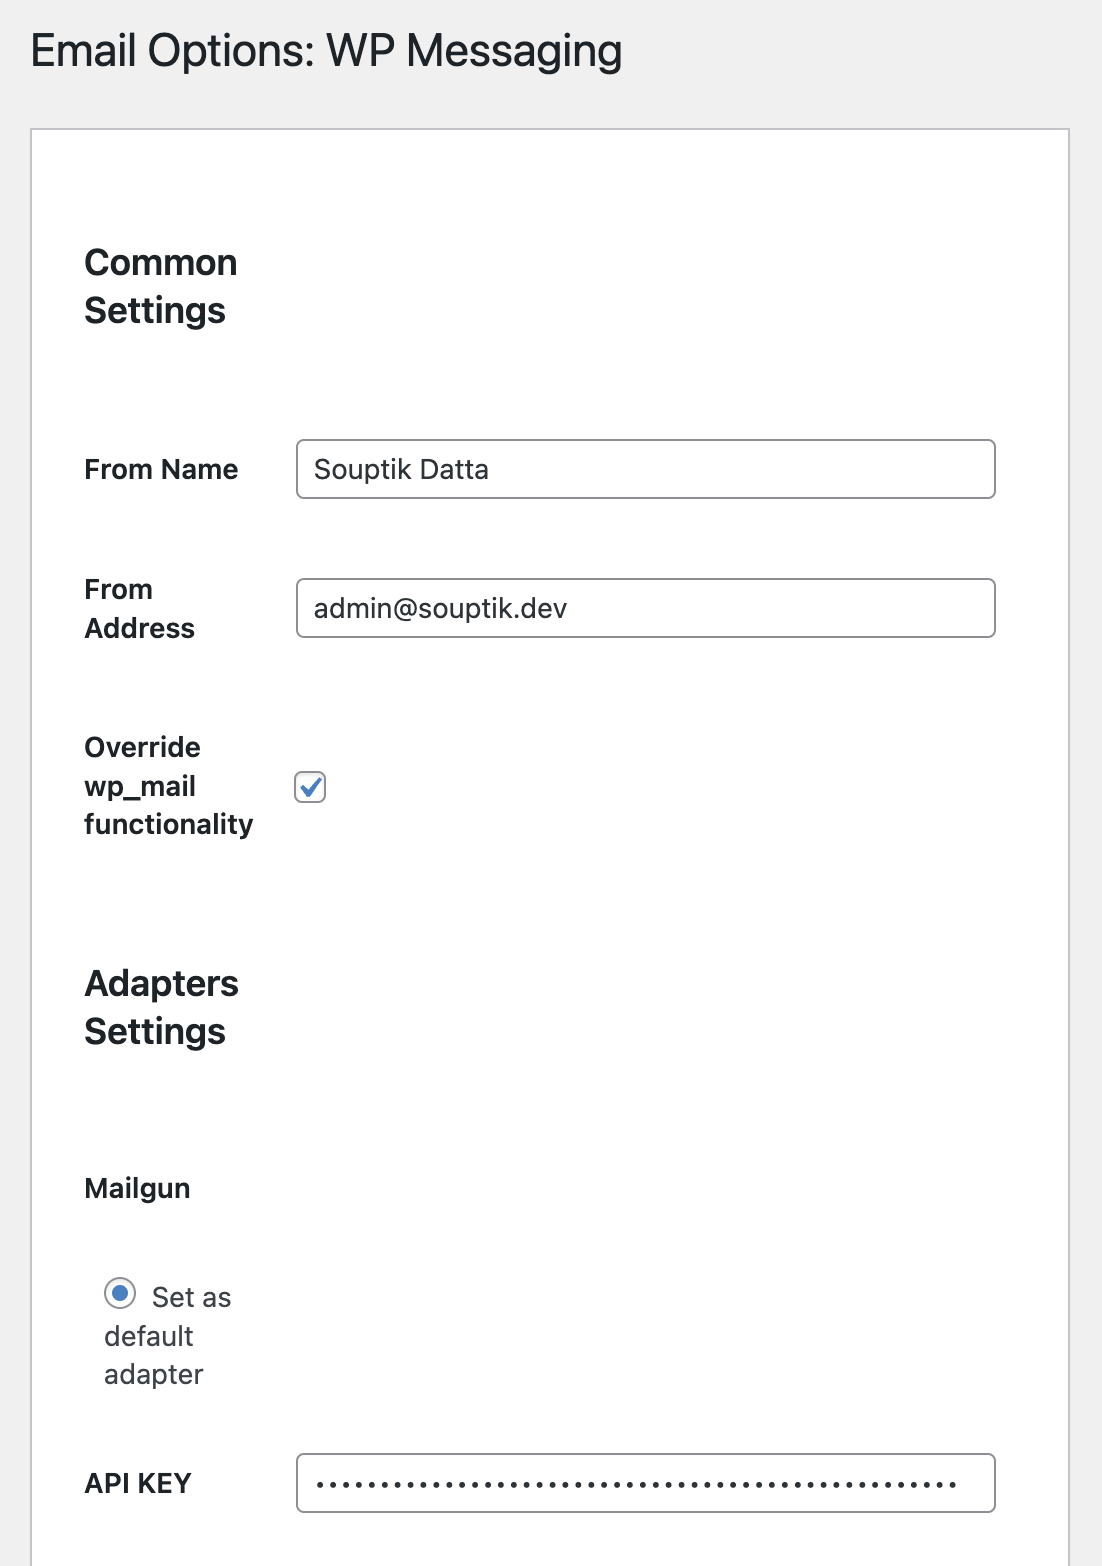 Email Options: WP Messaging
Common
Settings
From Name
Souptik Datta
From
Address
admin@souptik.dev
Override
wp_mail
functionality
Adapters
Settings
Mailgun
Set as
default
adapter
API KEY
••••••••••••••••••••••••••••••••••••••••••••••••••